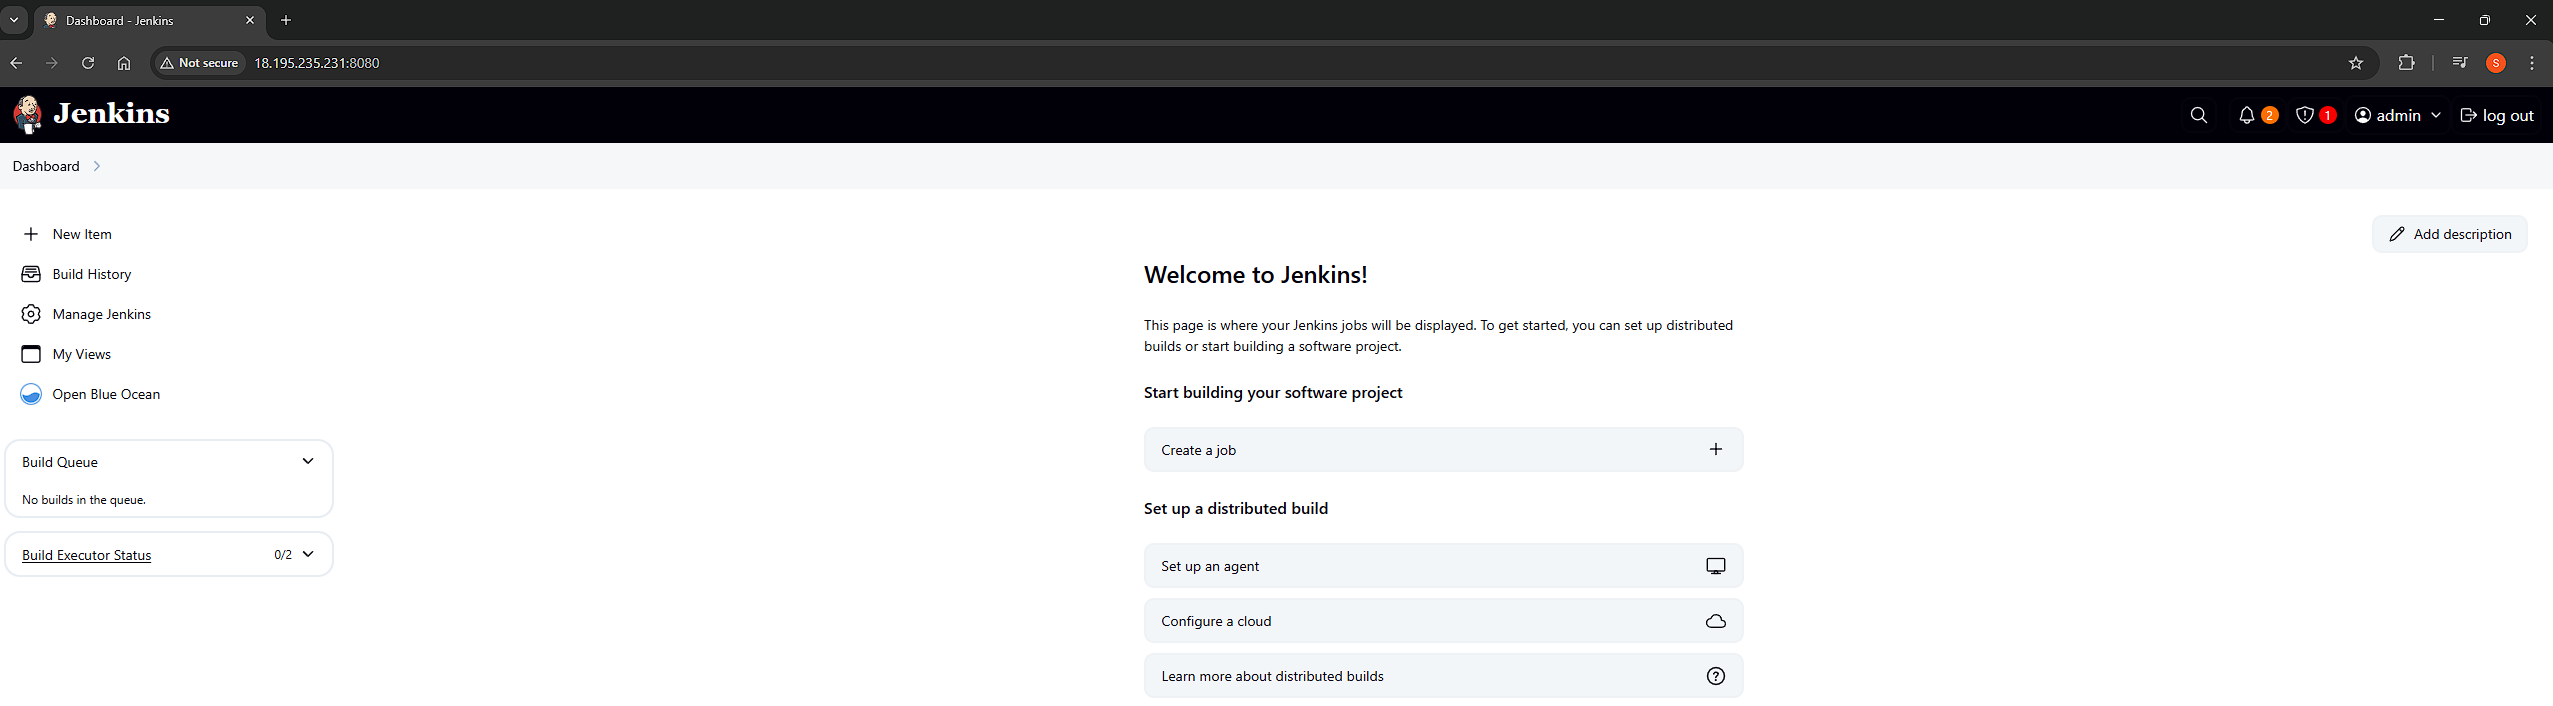 Dashboard - Jenkins
Not secure
18.195.235.231:8080
S
Jenkins
2
1
admin
log out
Dashboard
New Item
Build History
Manage Jenkins
My Views
Open Blue Ocean
Build Queue
No builds in the queue.
Build Executor Status
0/2
Add description
Welcome to Jenkins!
This page is where your Jenkins jobs will be displayed. To get started, you can set up distributed
builds or start building a software project.
Start building your software project
Create a job
Set up a distributed build
Set up an agent
Configure a cloud
Learn more about distributed builds